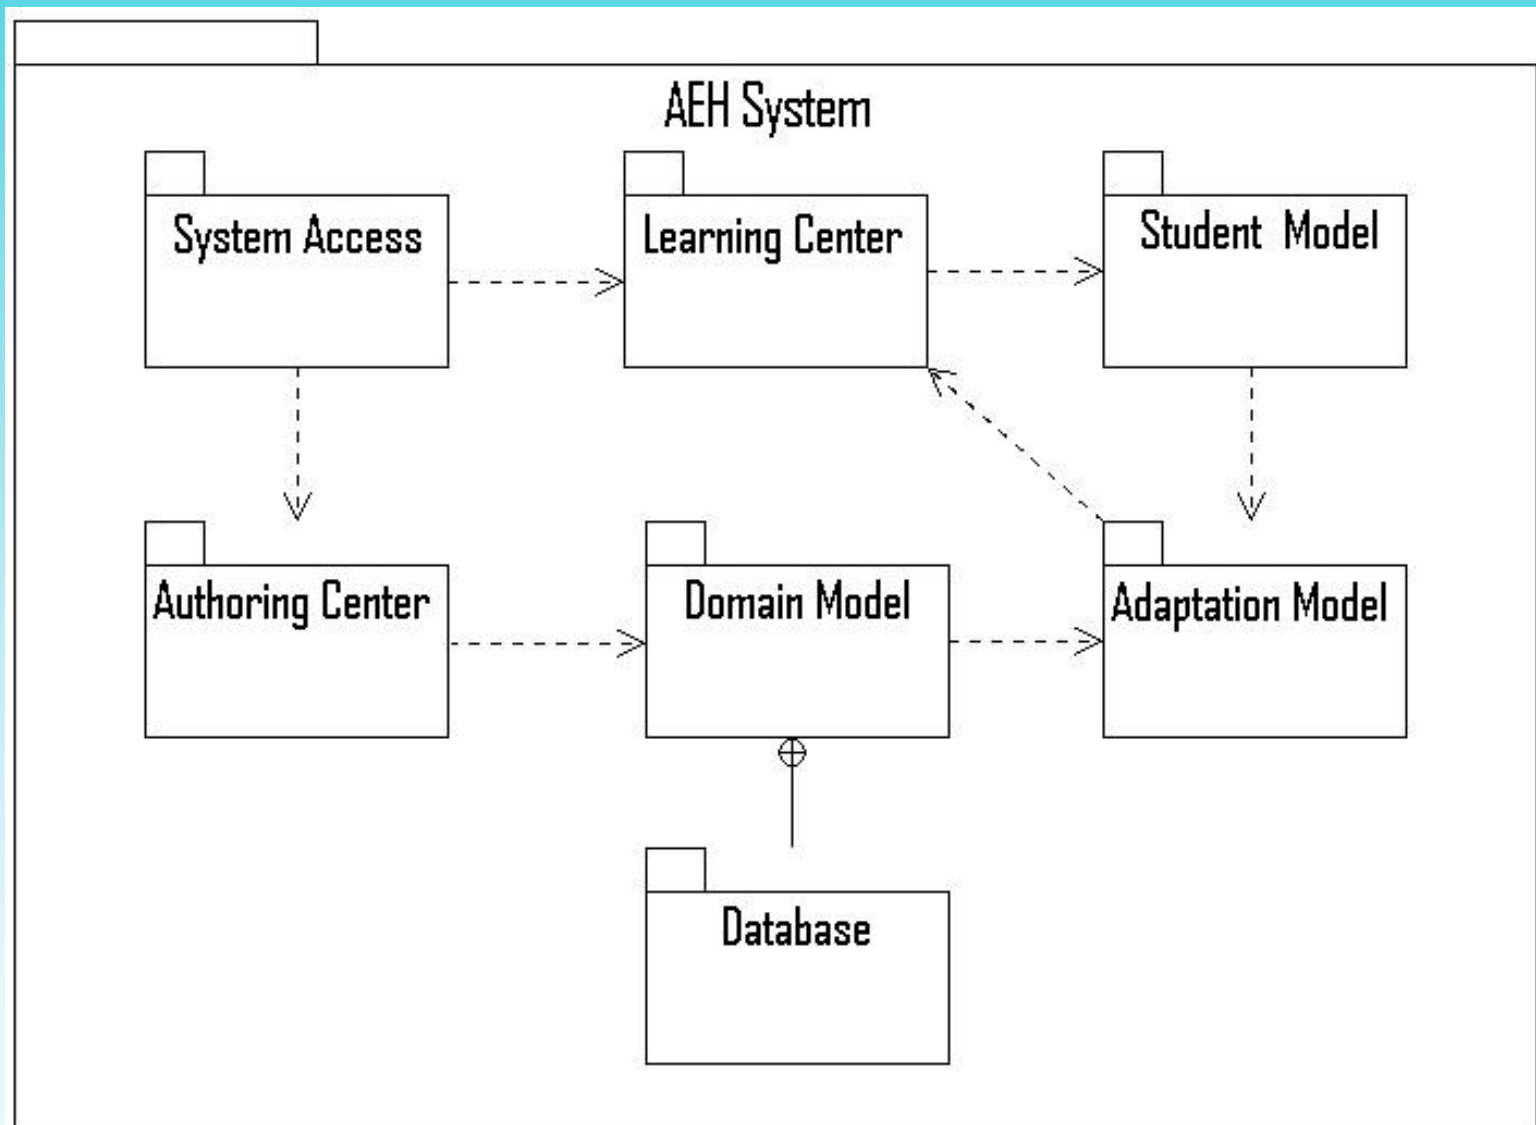 AEH System
System Access
Learning Center
Student Model
Authoring Center
Domain Model
Adaptation Model
Database